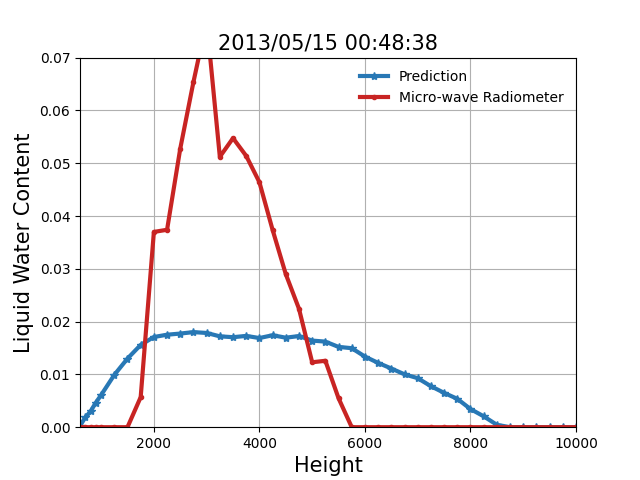 2013/05/15 00:48:38
Prediction
Micro-wave Radiometer
Liquid Water Content
0.07
0.06
0.05
0.04
0.03
0.02
0.01
0.00
2000 4000 6000 8000 10000
Height